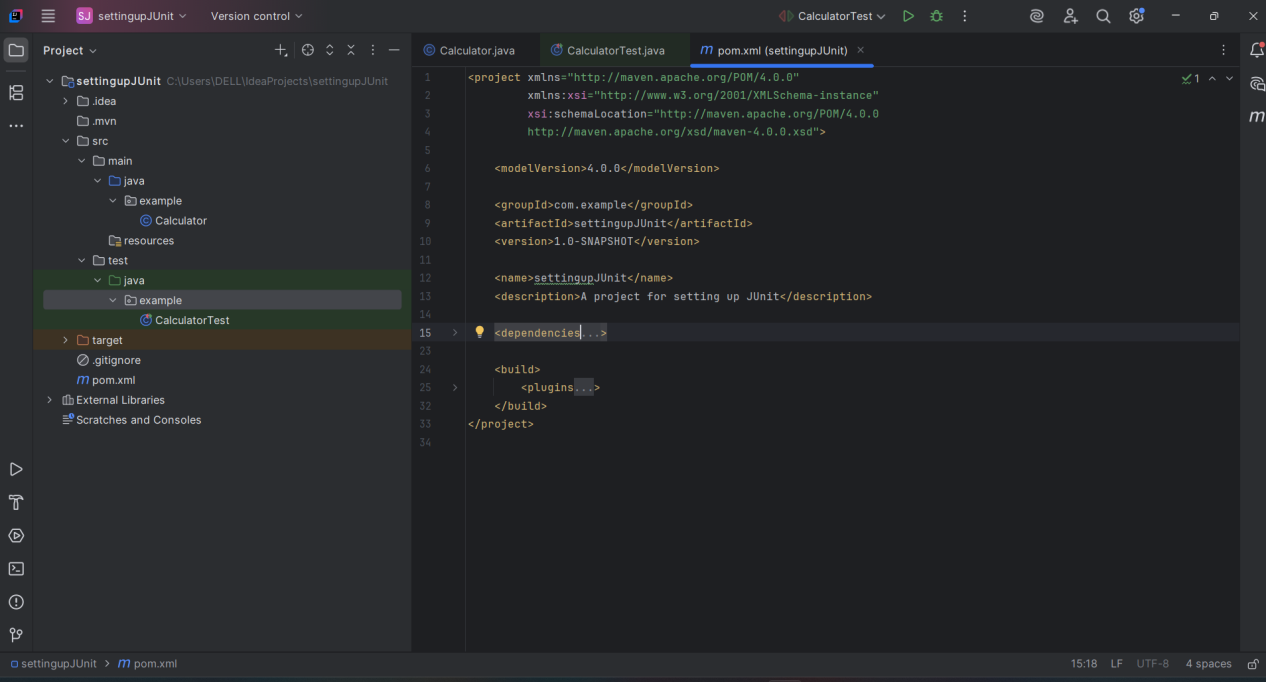 SJ settingupJUnit Version control CalculatorTest
Project
Calculator.java CalculatorTest.java m pom.xml (settingupJUnit)
settingupJUnit C:\Users\DELL\IdeaProjects\settingupJUnit
.idea
.mvn
src
main
java
example
Calculator
resources
test
java
example
CalculatorTest
target
.gitignore
m pom.xml
External Libraries
Scratches and Consoles
1 <project xmlns="http://maven.apache.org/POM/4.0.0"
2 xmlns:xsi="http://www.w3.org/2001/XMLSchema-instance"
3 xsi:schemaLocation="http://maven.apache.org/POM/4.0.0
4 http://maven.apache.org/xsd/maven-4.0.0.xsd">
5
6 <modelVersion>4.0.0</modelVersion>
7
8 <groupId>com.example</groupId>
9 <artifactId>settingupJUnit</artifactId>
10 <version>1.0-SNAPSHOT</version>
11
12 <name>settingupJUnit</name>
13 <description>A project for setting up JUnit</description>
14
15 <dependencies...>
23
24 <build>
25 <plugins...>
32 </build>
33 </project>
34
1
m
settingupJUnit > m pom.xml
15:18 LF UTF-8 4 spaces